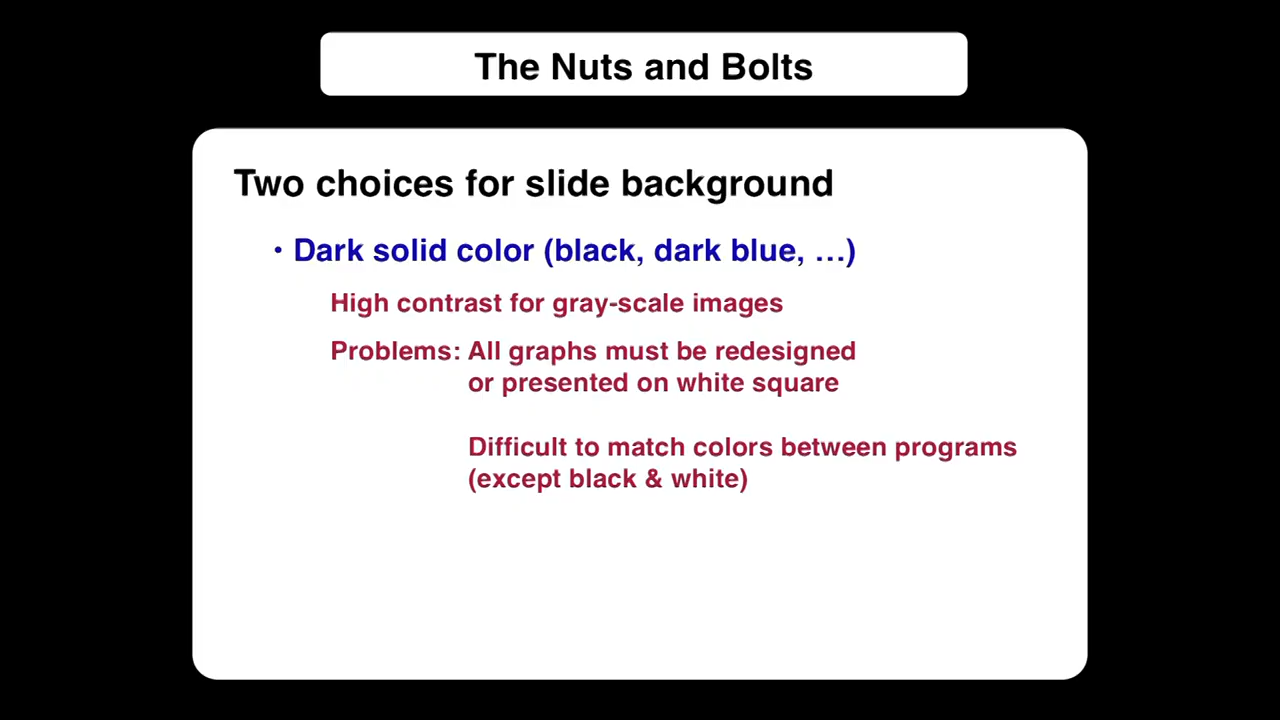 The Nuts and Bolts
Two choices for slide background
• Dark solid color (black, dark blue, …)
High contrast for gray-scale images
Problems: All graphs must be redesigned
or presented on white square
Difficult to match colors between programs
(except black & white)